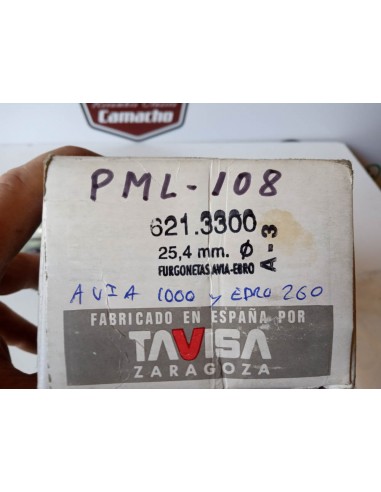 Camacho
PML-108
621.3300
25,4 mm. Ø
FURGONETAS AVIA-EBRO
A-3
AVIA 1000 y EBRO 260
FABRICADO EN ESPAÑA POR
TAVISA
ZARAGOZA